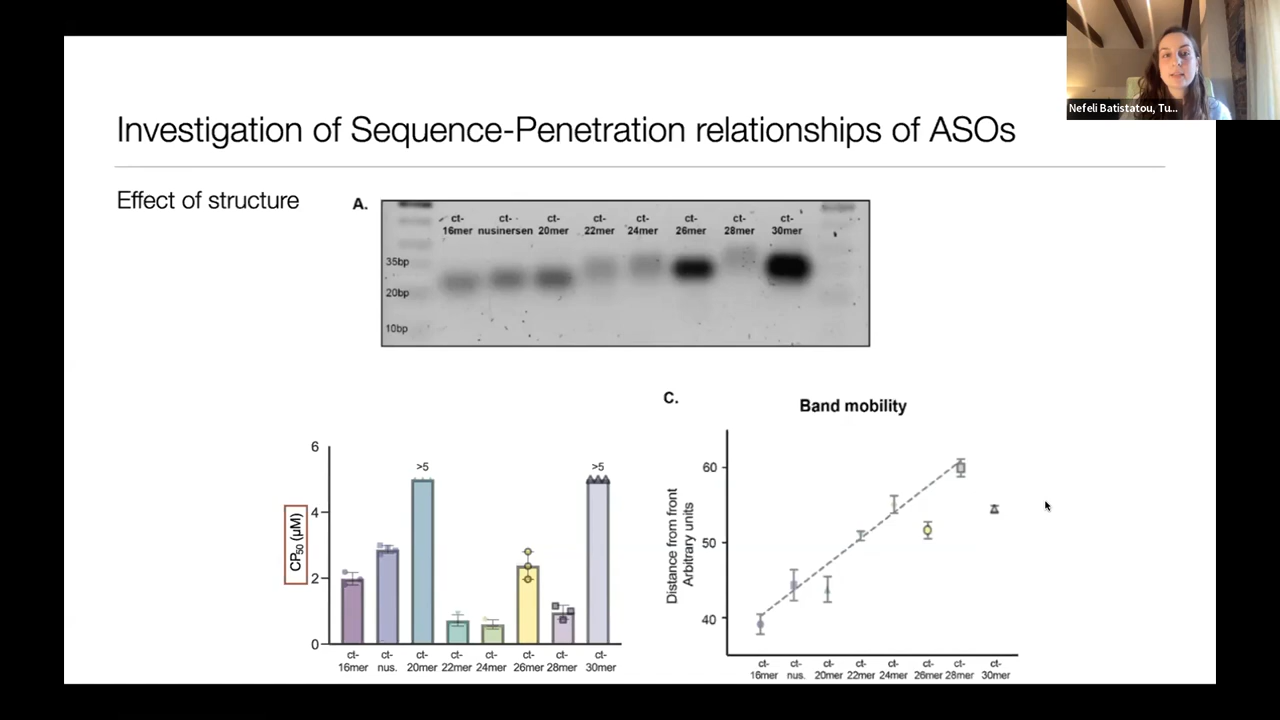 Nefeli Batistatou, Tu...
Investigation of Sequence-Penetration relationships of ASOs
Effect of structure
A.
ct- ct- ct- ct- ct- ct- ct- ct-
16mer nusinersen 20mer 22mer 24mer 26mer 28mer 30mer
35bp
20bp
10bp
C.
Band mobility
6
4
2
0
CP50 (μM)
>5
>5
ct- ct- ct- ct- ct- ct- ct- ct-
16mer nus. 20mer 22mer 24mer 26mer 28mer 30mer
60
50
40
Distance from front
Arbitrary units
ct- ct- ct- ct- ct- ct- ct- ct-
16mer nus. 20mer 22mer 24mer 26mer 28mer 30mer